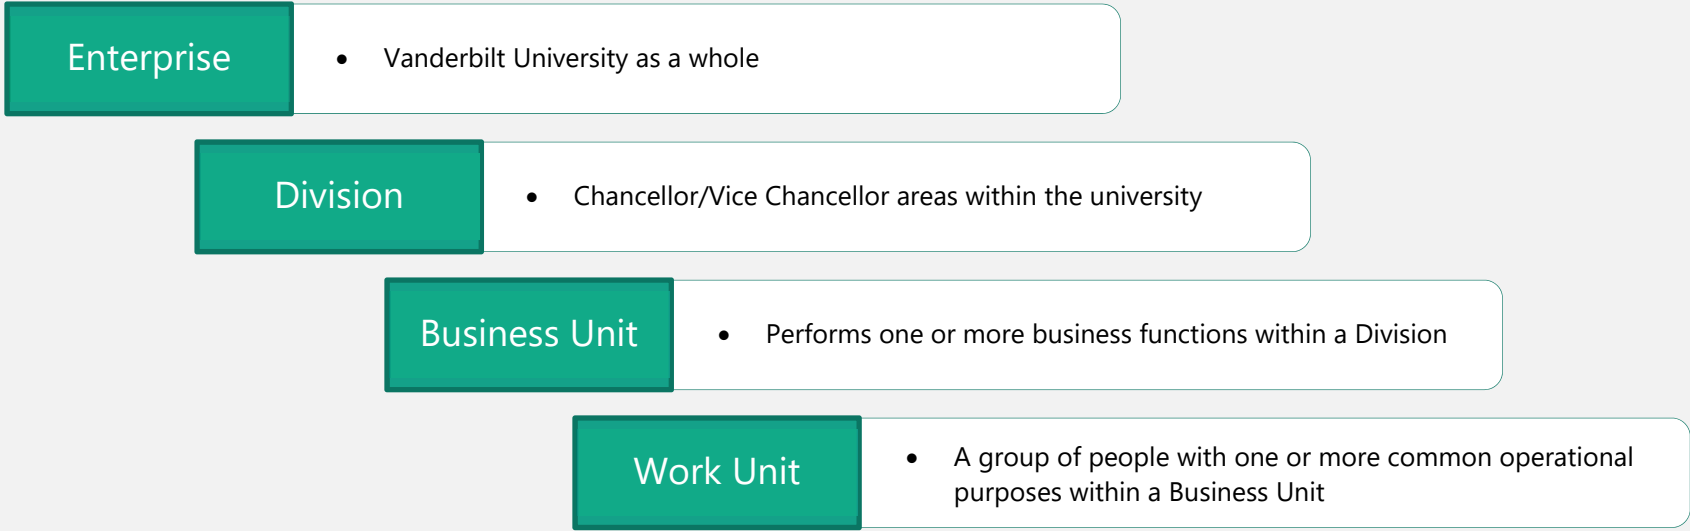 Enterprise
• Vanderbilt University as a whole
Division
• Chancellor/Vice Chancellor areas within the university
Business Unit
• Performs one or more business functions within a Division
Work Unit
• A group of people with one or more common operational
purposes within a Business Unit